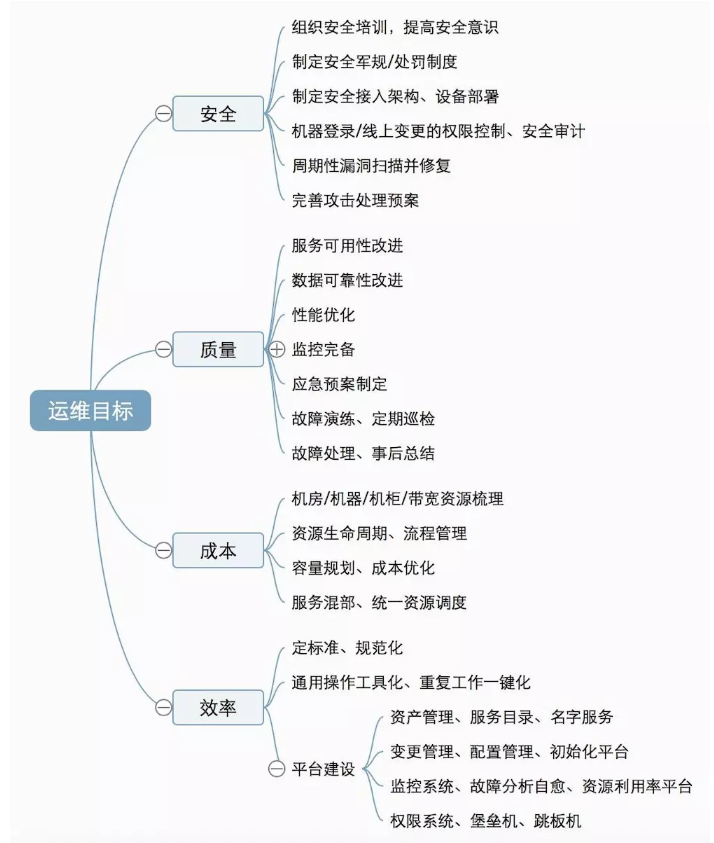 组织安全培训，提高安全意识
制定安全军规/处罚制度
制定安全接入架构、设备部署
安全
机器登录/线上变更的权限控制、安全审计
周期性漏洞扫描并修复
完善攻击处理预案
服务可用性改进
数据可靠性改进
性能优化
质量
监控完备
应急预案制定
运维目标
故障演练、定期巡检
故障处理、事后总结
机房/机器/机柜/带宽资源梳理
资源生命周期、流程管理
成本
容量规划、成本优化
服务混部、统一资源调度
定标准、规范化
通用操作工具化、重复工作一键化
效率
资产管理、服务目录、名字服务
变更管理、配置管理、初始化平台
平台建设
监控系统、故障分析自愈、资源利用率平台
权限系统、堡垒机、跳板机